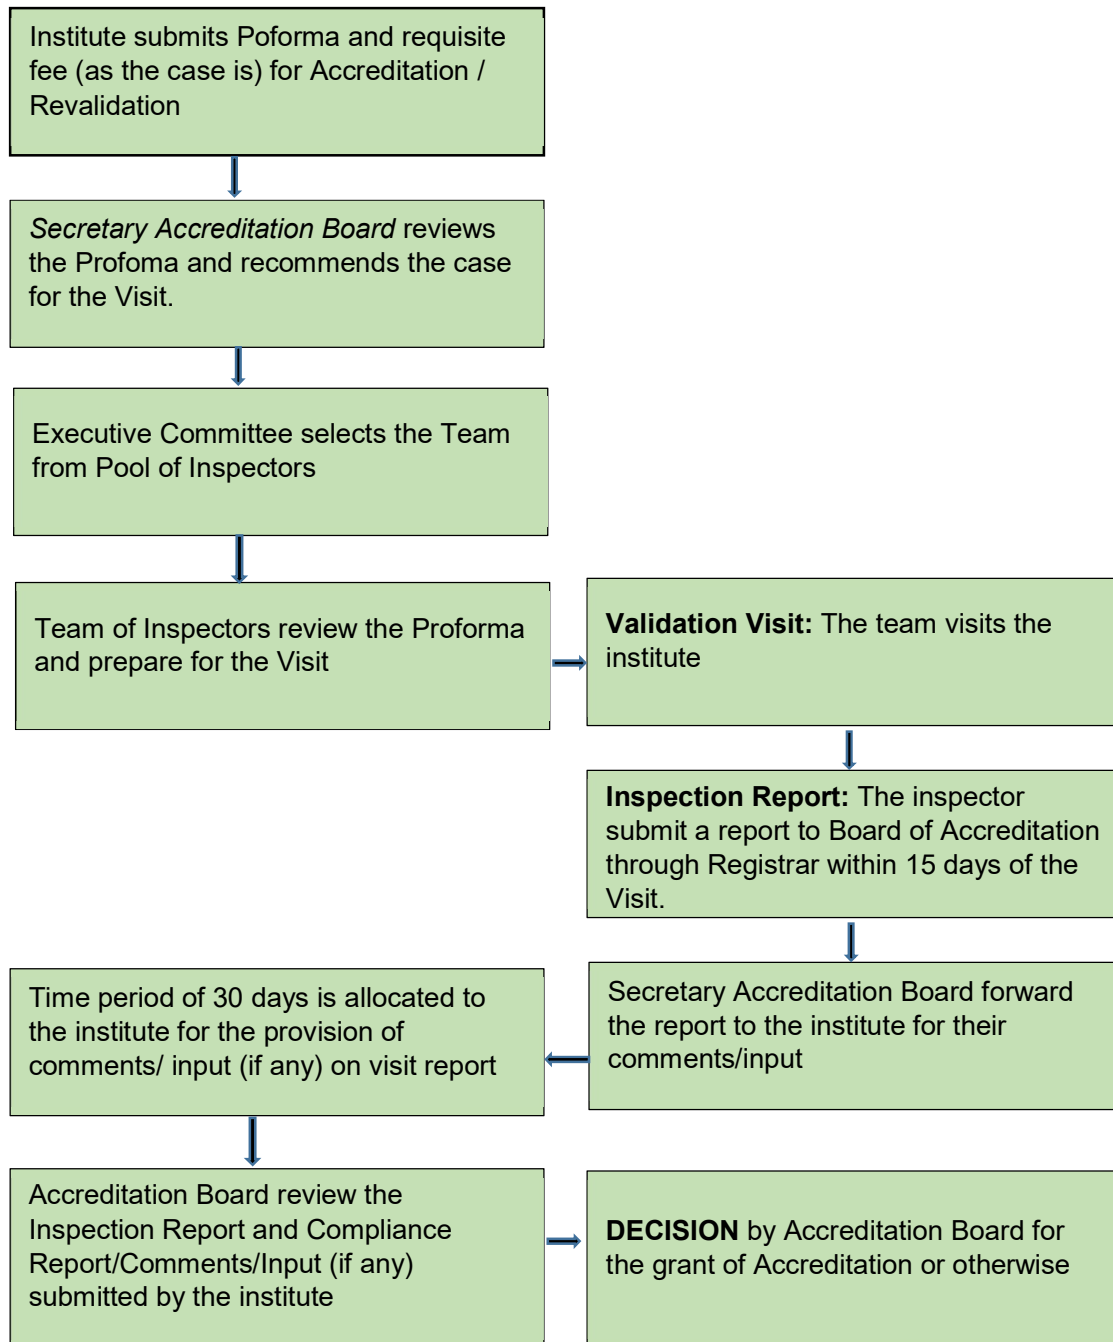 Institute submits Poforma and requisite
fee (as the case is) for Accreditation /
Revalidation
Secretary Accreditation Board reviews
the Profoma and recommends the case
for the Visit.
Executive Committee selects the Team
from Pool of Inspectors
Team of Inspectors review the Proforma
and prepare for the Visit
Validation Visit: The team visits the
institute
Inspection Report: The inspector
submit a report to Board of Accreditation
through Registrar within 15 days of the
Visit.
Secretary Accreditation Board forward
the report to the institute for their
comments/input
Time period of 30 days is allocated to
the institute for the provision of
comments/ input (if any) on visit report
Accreditation Board review the
Inspection Report and Compliance
Report/Comments/Input (if any)
submitted by the institute
DECISION by Accreditation Board for
the grant of Accreditation or otherwise